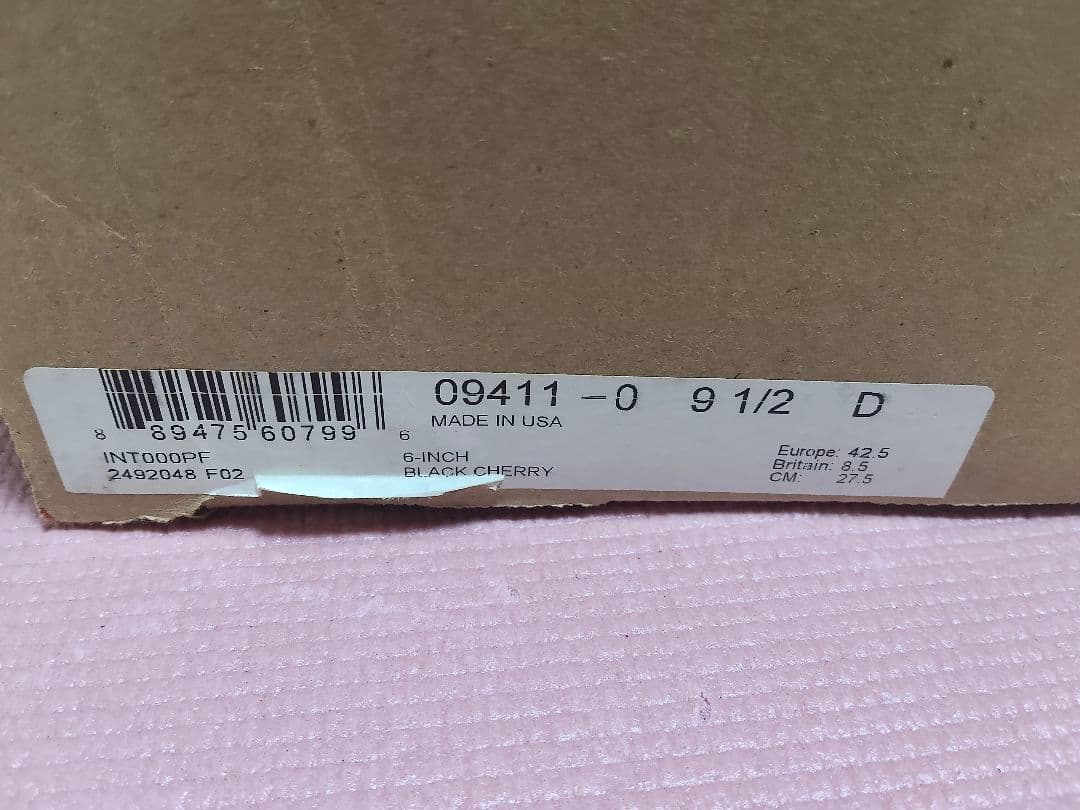 09411 -0 9 1/2 D
MADE IN USA
8 89475 60799 6
INT000PF
2492048 F02
6-INCH
BLACK CHERRY
Europe: 42.5
Britain: 8.5
CM: 27.5